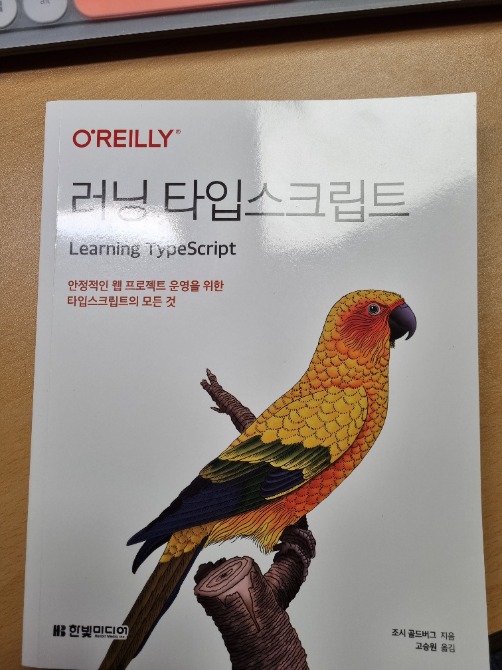 O'REILLY®
러닝 타입스크립트
Learning TypeScript
안정적인 웹 프로젝트 운영을 위한
타입스크립트의 모든 것
한빛미디어
조시 골드버그 지음
고승원 옮김